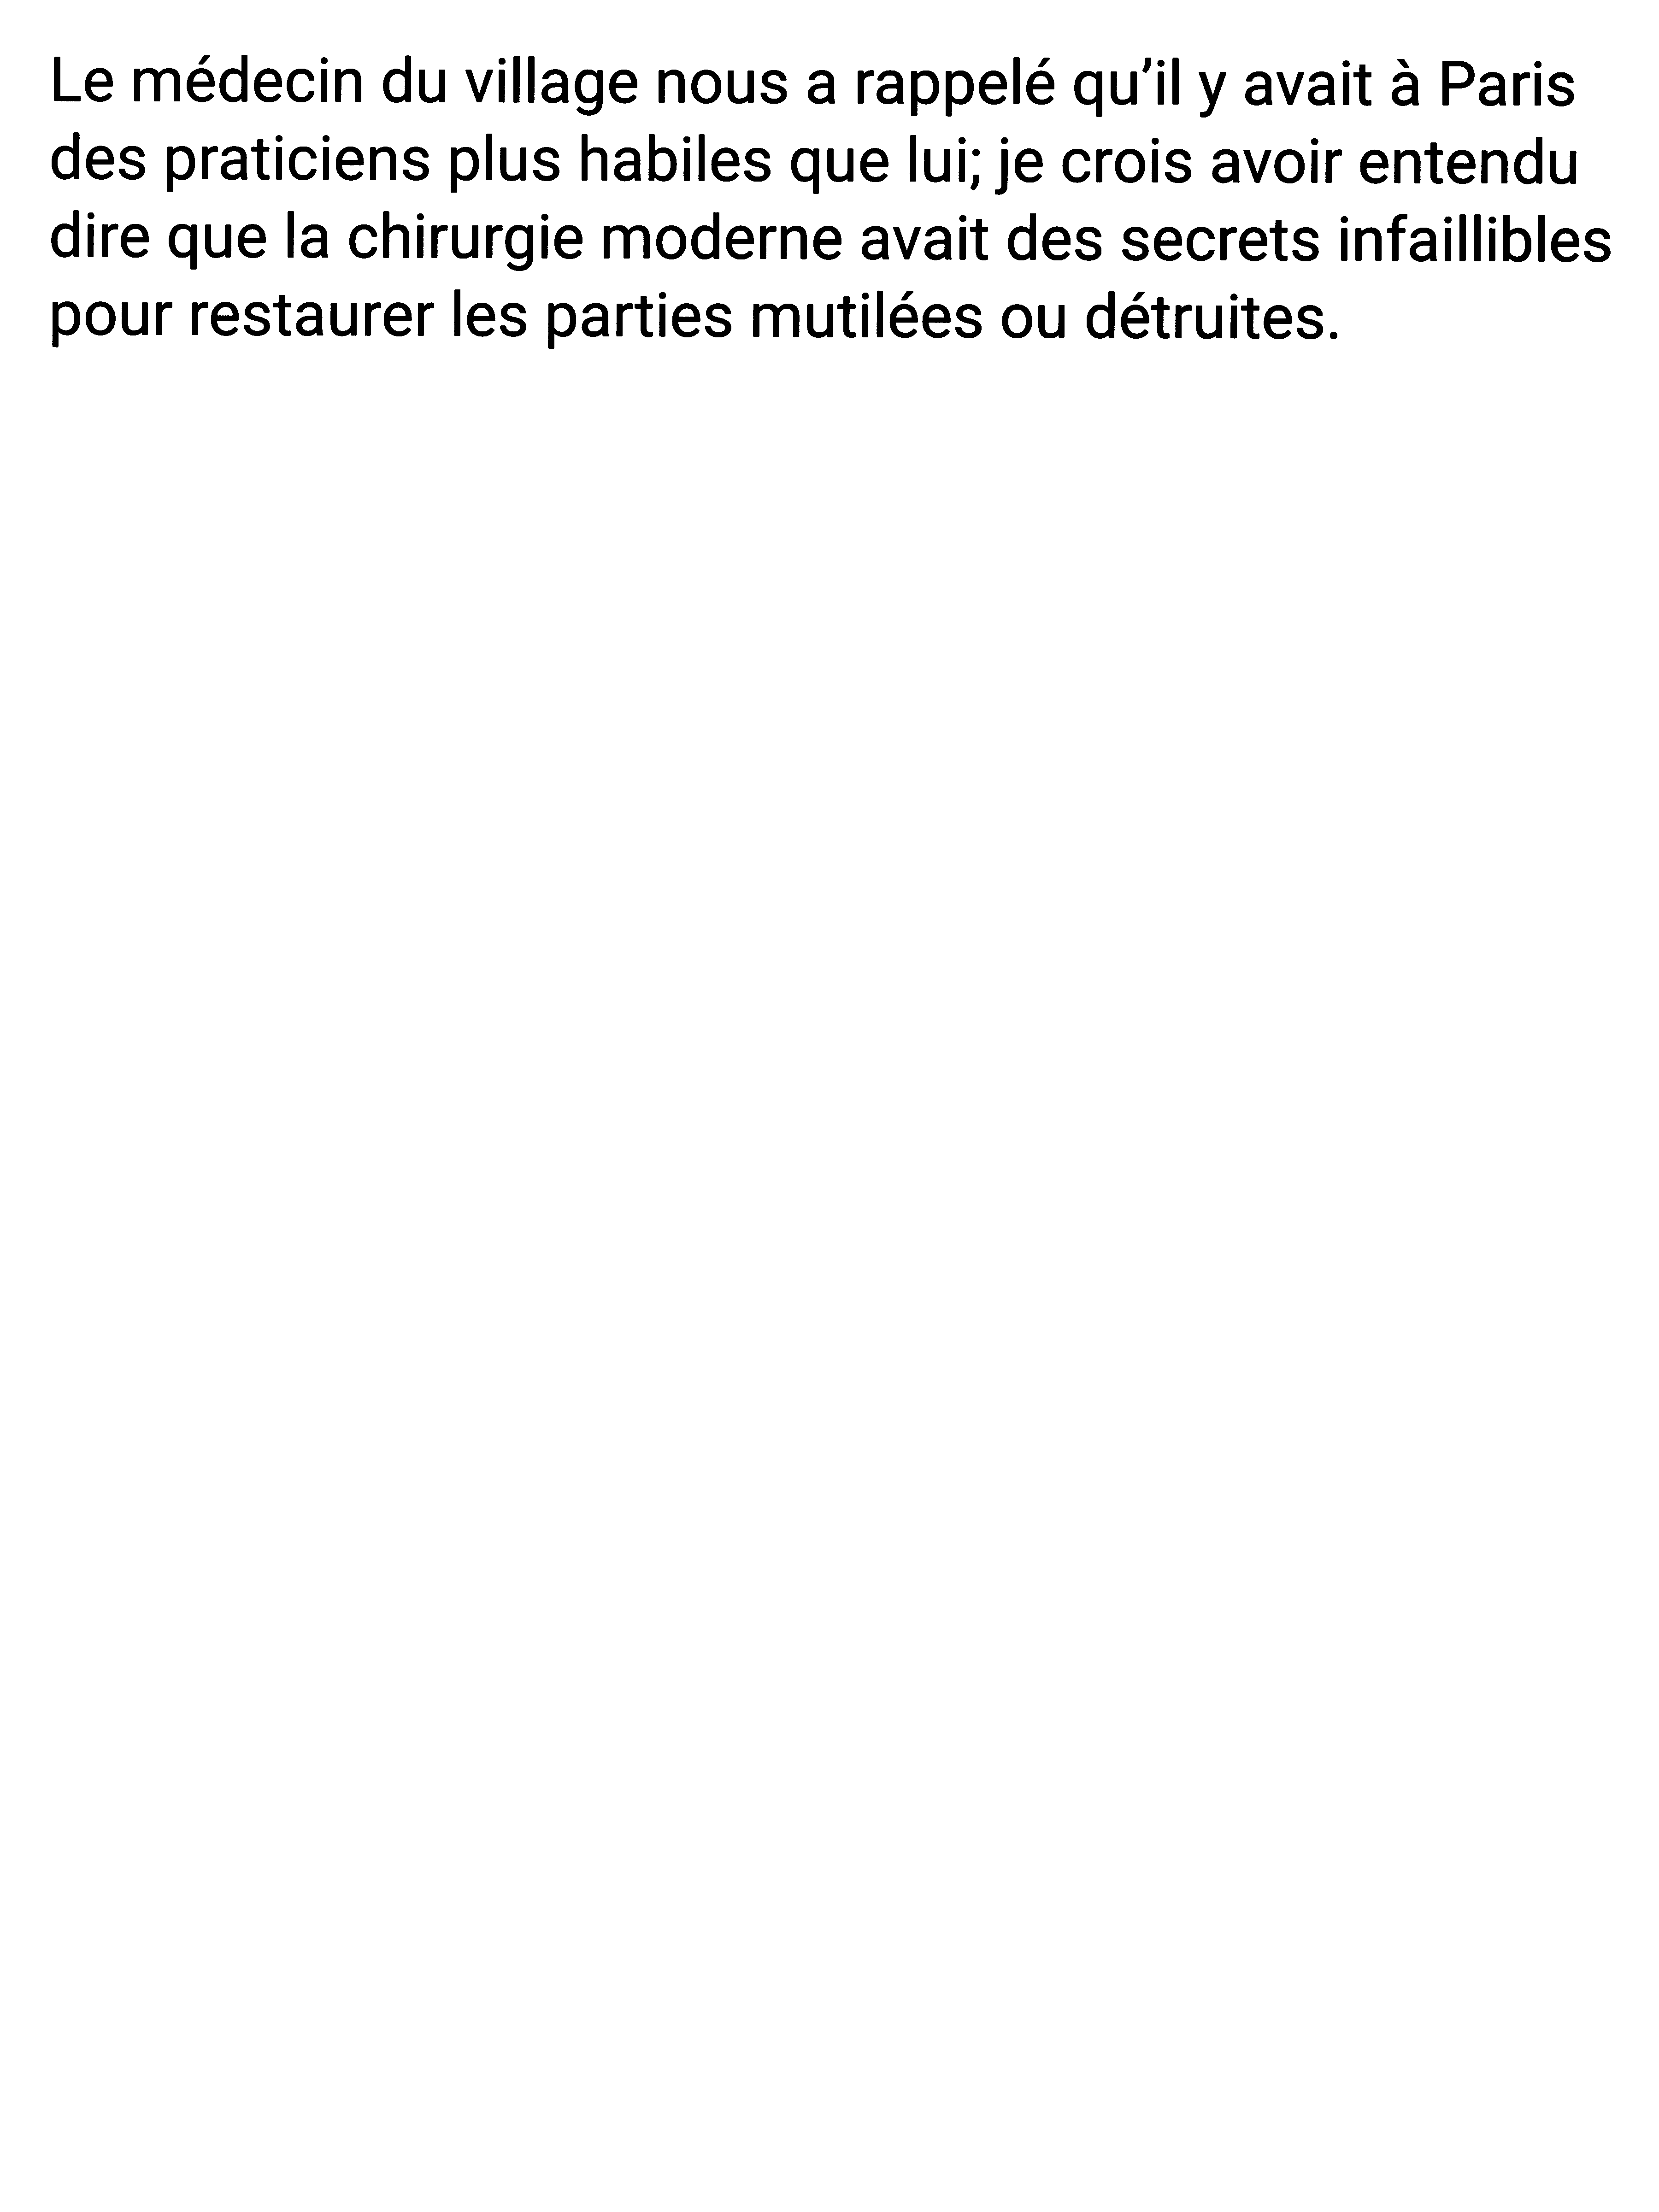 Le médecin du village nous a rappelé qu’il y avait à Paris
des praticiens plus habiles que lui; je crois avoir entendu
dire que la chirurgie moderne avait des secrets infaillibles
pour restaurer les parties mutilées ou détruites.